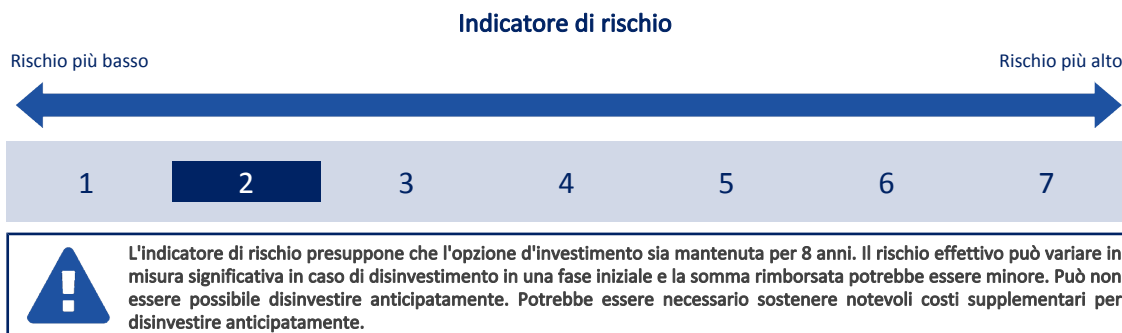 Indicatore di rischio
Rischio più basso
Rischio più alto
1 2 3 4 5 6 7
L'indicatore di rischio presuppone che l'opzione d'investimento sia mantenuta per 8 anni. Il rischio effettivo può variare in
misura significativa in caso di disinvestimento in una fase iniziale e la somma rimborsata potrebbe essere minore. Può non
essere possibile disinvestire anticipatamente. Potrebbe essere necessario sostenere notevoli costi supplementari per
disinvestire anticipatamente.